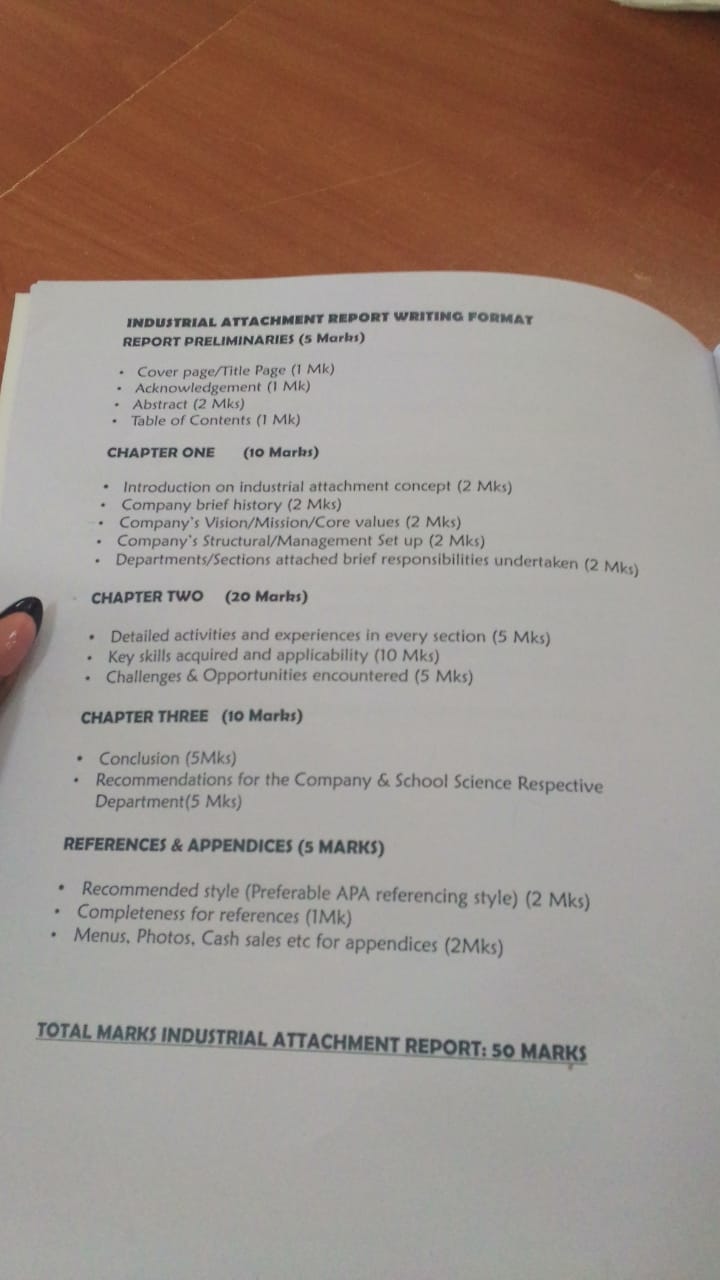 INDUSTRIAL ATTACHMENT REPORT WRITING FORMAT
REPORT PRELIMINARIES (5 Marks)
• Cover page/Title Page (1 Mk)
• Acknowledgement (1 Mk)
• Abstract (2 Mks)
• Table of Contents (1 Mk)
CHAPTER ONE (10 Marks)
• Introduction on industrial attachment concept (2 Mks)
• Company brief history (2 Mks)
• Company's Vision/Mission/Core values (2 Mks)
• Company's Structural/Management Set up (2 Mks)
• Departments/Sections attached brief responsibilities undertaken (2 Mks)
CHAPTER TWO (20 Marks)
• Detailed activities and experiences in every section (5 Mks)
• Key skills acquired and applicability (10 Mks)
• Challenges & Opportunities encountered (5 Mks)
CHAPTER THREE (10 Marks)
• Conclusion (5Mks)
• Recommendations for the Company & School Science Respective
Department(5 Mks)
REFERENCES & APPENDICES (5 MARKS)
• Recommended style (Preferable APA referencing style) (2 Mks)
• Completeness for references (1Mk)
• Menus, Photos, Cash sales etc for appendices (2Mks)
TOTAL MARKS INDUSTRIAL ATTACHMENT REPORT: 50 MARKS